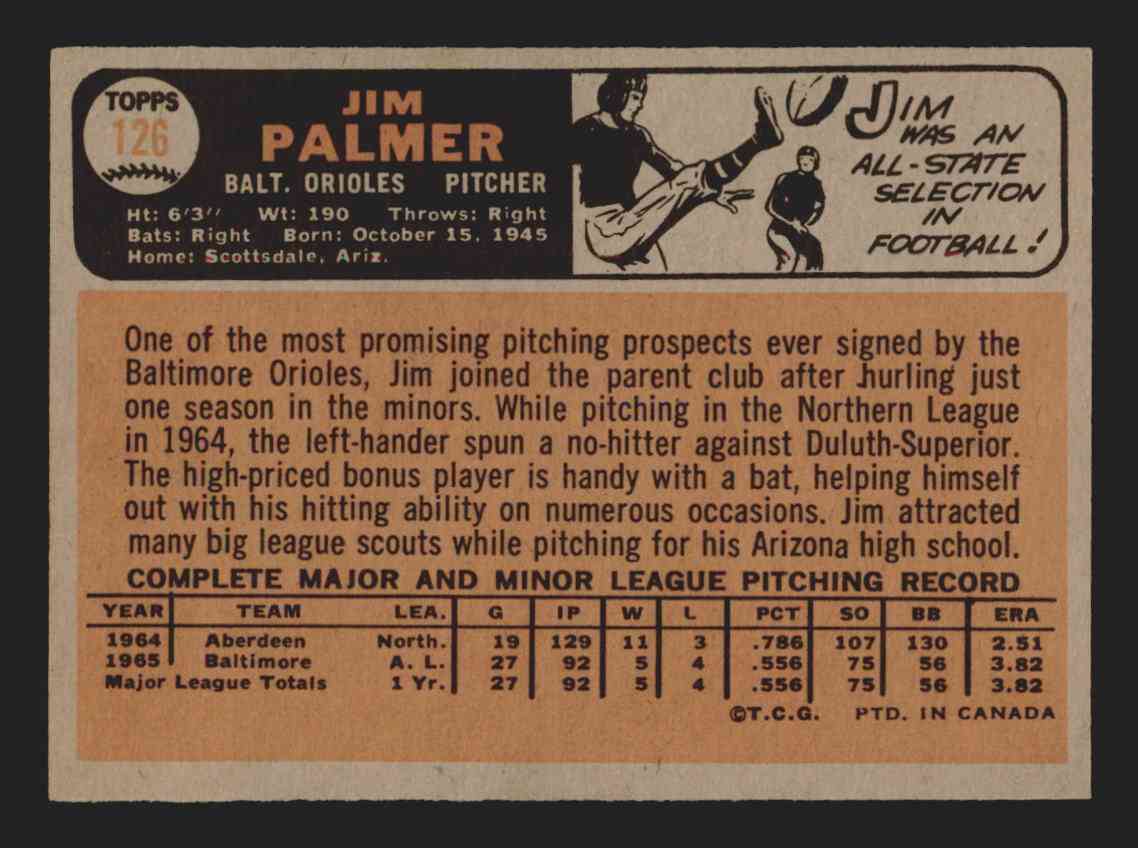 TOPPS
126
JIM
PALMER
BALT. ORIOLES PITCHER
Ht: 6'3'' Wt: 190 Throws: Right
Bats: Right Born: October 15, 1945
Home: Scottsdale, Ariz.
JIM
WAS AN
ALL-STATE
SELECTION
IN
FOOTBALL!
One of the most promising pitching prospects ever signed by the
Baltimore Orioles, Jim joined the parent club after hurling just
one season in the minors. While pitching in the Northern League
in 1964, the left-hander spun a no-hitter against Duluth-Superior.
The high-priced bonus player is handy with a bat, helping himself
out with his hitting ability on numerous occasions. Jim attracted
many big league scouts while pitching for his Arizona high school.
COMPLETE MAJOR AND MINOR LEAGUE PITCHING RECORD
YEAR TEAM LEA. G IP W L PCT SO BB ERA
1964 Aberdeen North. 19 129 11 3 .786 107 130 2.51
1965 Baltimore A. L. 27 92 5 4 .556 75 56 3.82
Major League Totals 1 Yr. 27 92 5 4 .556 75 56 3.82
©T.C.G. PTD. IN CANADA